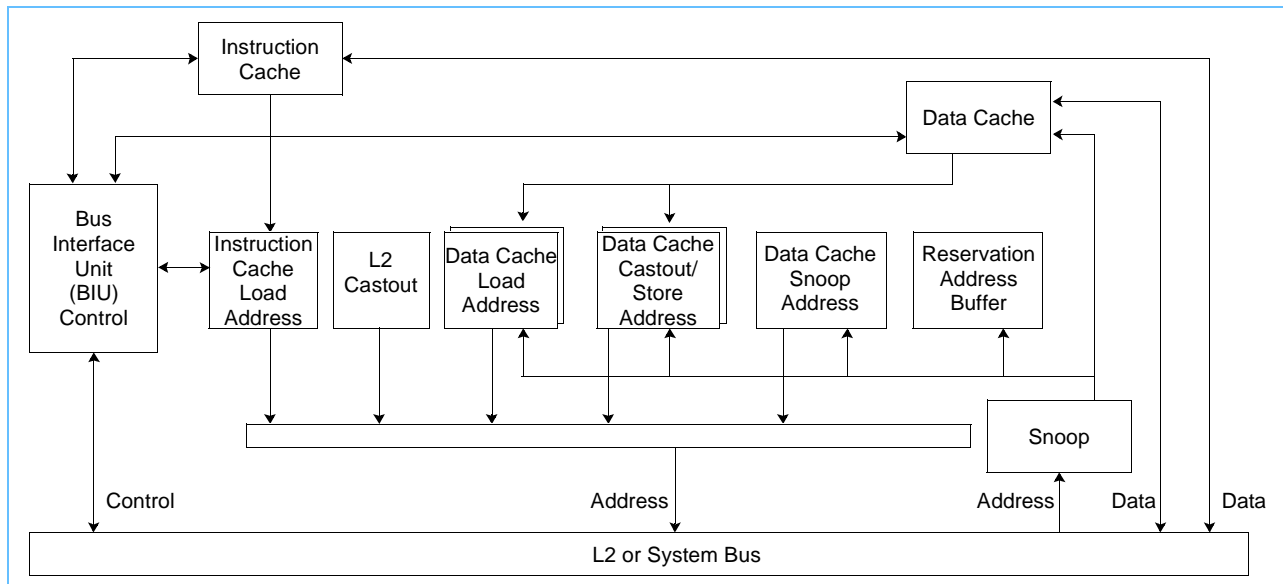 Instruction
Cache
Data Cache
Bus
Interface
Unit
(BIU)
Control
Instruction
Cache
Load
Address
L2
Castout
Data Cache
Load
Address
Data Cache
Castout/
Store
Address
Data Cache
Snoop
Address
Reservation
Address
Buffer
Snoop
Control
Address
Address
Data
Data
L2 or System Bus